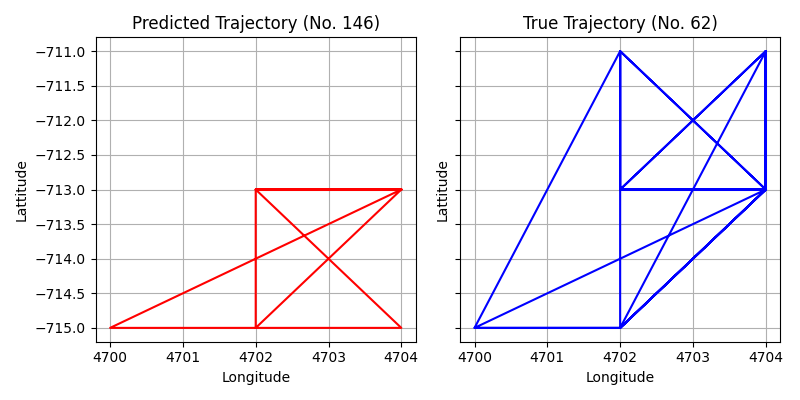 Predicted Trajectory (No. 146)
True Trajectory (No. 62)
−711.0
−711.5
−712.0
−712.5
−713.0
−713.5
−714.0
−714.5
−715.0
Lattitude
Lattitude
4700 4701 4702 4703 4704
4700 4701 4702 4703 4704
Longitude
Longitude